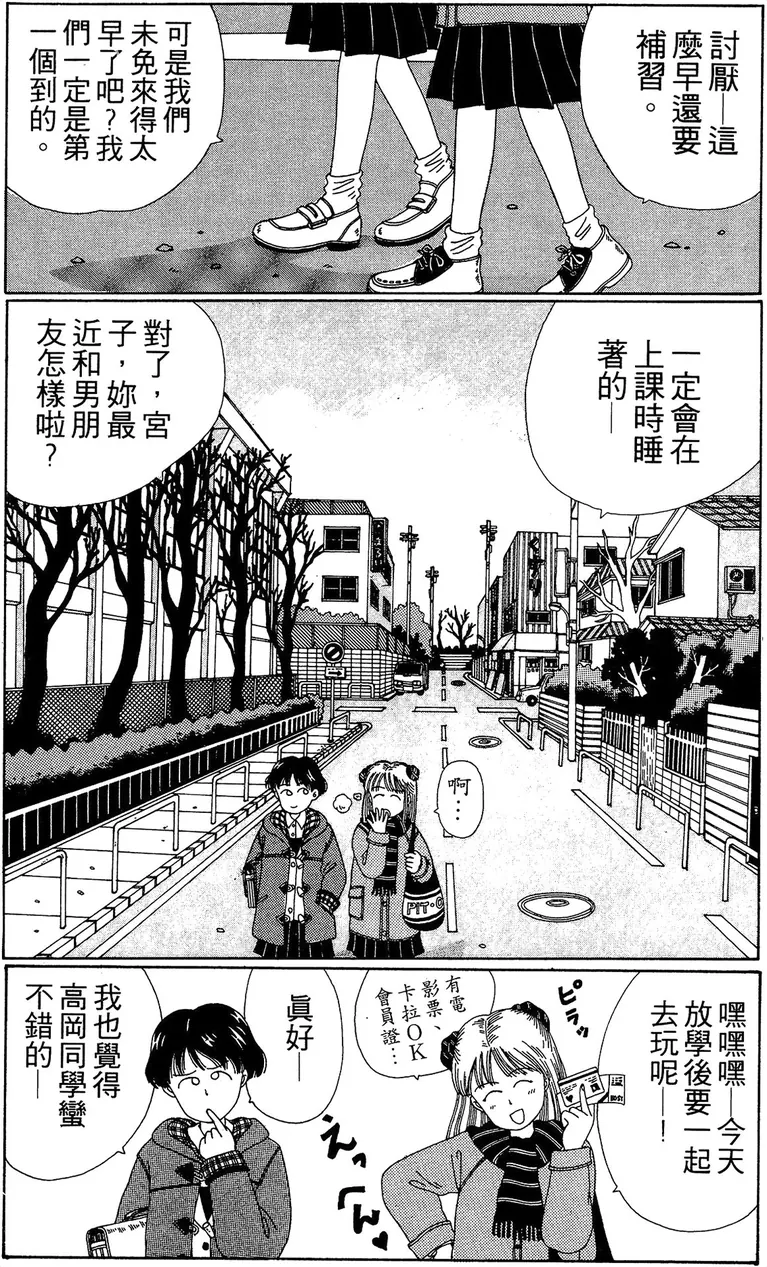 討厭—這
麼早還要
補習。
可是我們
未免來得太
早了吧?我
們一定是第
一個到的。
一定會在
上課時睡
著的—
對了，宮
子，妳最
近和男朋
友怎樣啦?
啊…
くすり
PIT·C
嘿嘿嘿—今天
放學後要一起
去玩呢—!
ピラッ
有電
影票、
卡拉OK
會員證…
えっへん♥
眞好—
我也覺得
高岡同學蠻
不錯的—